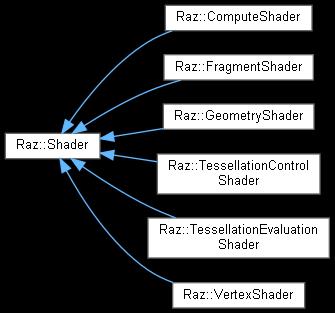 Raz::ComputeShader
Raz::FragmentShader
Raz::GeometryShader
Raz::Shader
Raz::TessellationControl
Shader
Raz::TessellationEvaluation
Shader
Raz::VertexShader